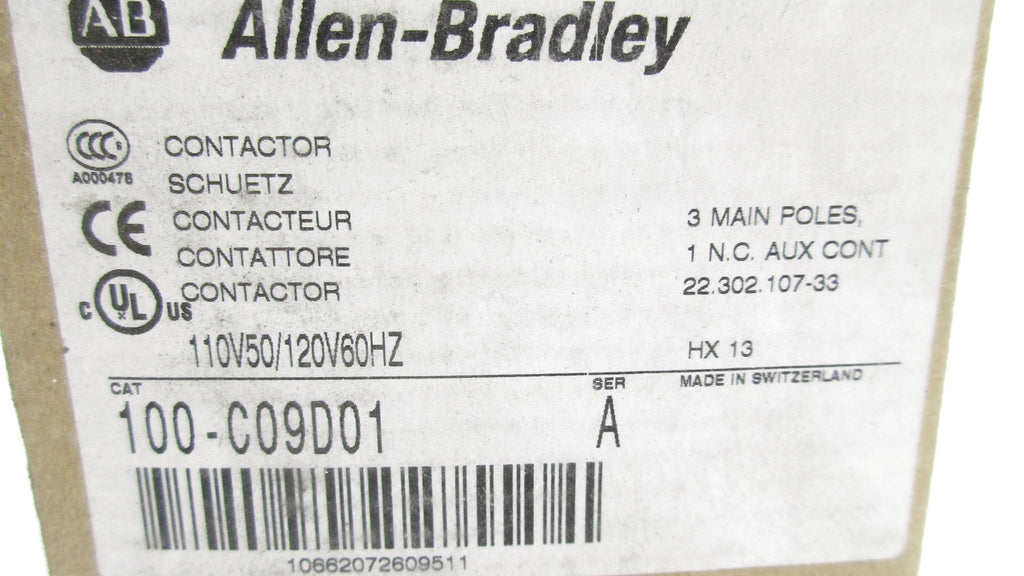 AB Allen-Bradley
CCC
A000478
CONTACTOR
SCHUETZ
CONTACTEUR
CONTATTORE
CONTACTOR
CE
C UL US
3 MAIN POLES,
1 N.C. AUX CONT
22.302.107-33
110V50/120V60HZ
HX 13
CAT
SER
MADE IN SWITZERLAND
100-C09D01
A
10662072609511